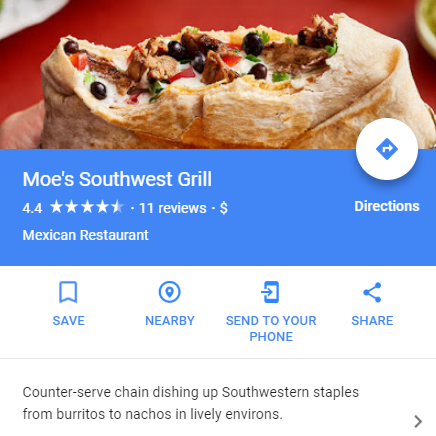 Moe's Southwest Grill
4.4 ★★★★⯪ · 11 reviews · $
Directions
Mexican Restaurant
SAVE
NEARBY
SEND TO YOUR
PHONE
SHARE
Counter-serve chain dishing up Southwestern staples
from burritos to nachos in lively environs.